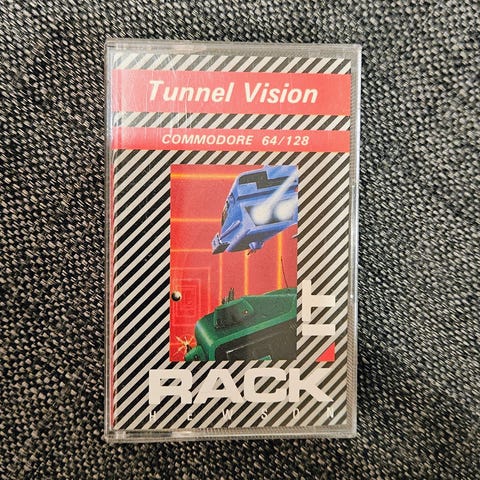 Tunnel Vision
COMMODORE 64/128
IT
RACK
HEWSON